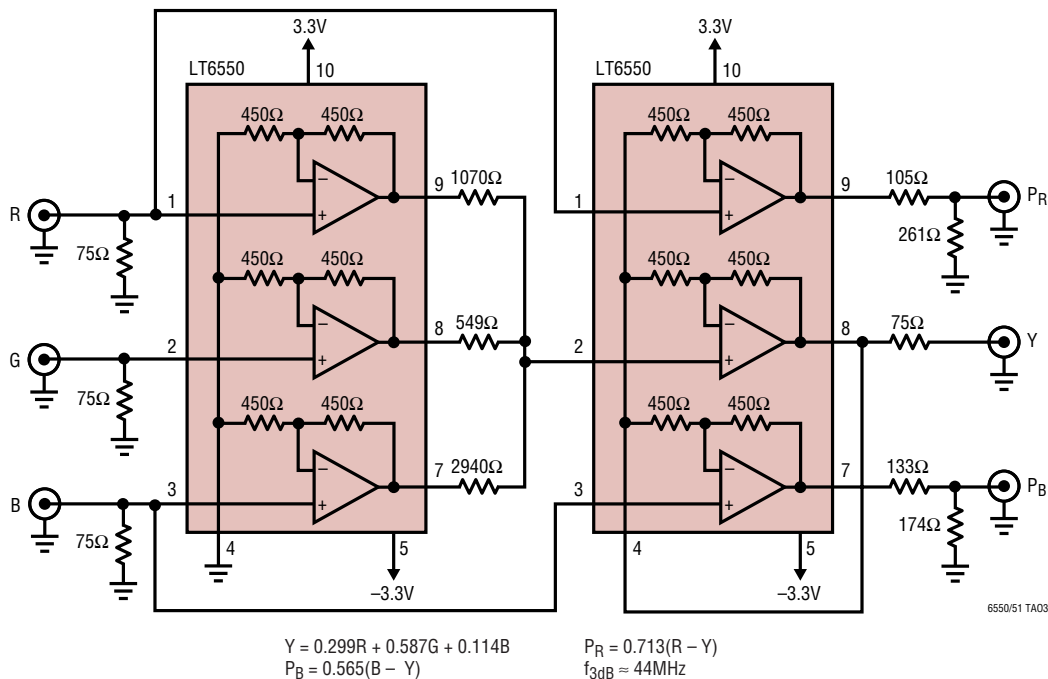 3.3V
3.3V
LT6550
10
LT6550
10
450Ω
450Ω
450Ω
450Ω
−
+
9
1070Ω
−
+
9
105Ω
P_R
R
1
1
75Ω
261Ω
450Ω
450Ω
450Ω
450Ω
−
+
8
549Ω
−
+
8
75Ω
Y
G
2
2
75Ω
450Ω
450Ω
450Ω
450Ω
−
+
7
2940Ω
−
+
7
133Ω
P_B
B
3
3
75Ω
174Ω
4
5
4
5
–3.3V
–3.3V
6550/51 TA03
Y = 0.299R + 0.587G + 0.114B
P_B = 0.565(B – Y)
P_R = 0.713(R – Y)
f_3dB ≈ 44MHz